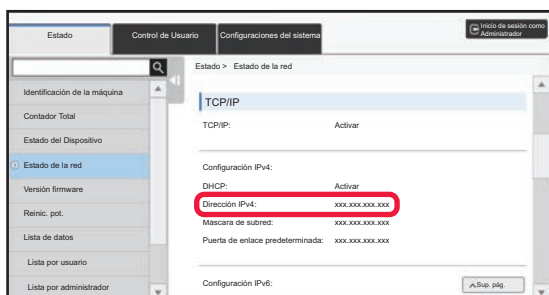 Estado
Control de Usuario
Configuraciones del sistema
Inicio de sesión como
Administrador
Estado > Estado de la red
Identificación de la máquina
Contador Total
Estado del Dispositivo
Estado de la red
Versión firmware
Reinic. pot.
Lista de datos
Lista por usuario
Lista por administrador
TCP/IP
TCP/IP: Activar
Configuración IPv4:
DHCP: Activar
Dirección IPv4: xxx.xxx.xxx.xxx
Máscara de subred: xxx.xxx.xxx.xxx
Puerta de enlace predeterminada: xxx.xxx.xxx.xxx
Configuración IPv6:
Sup. pág.